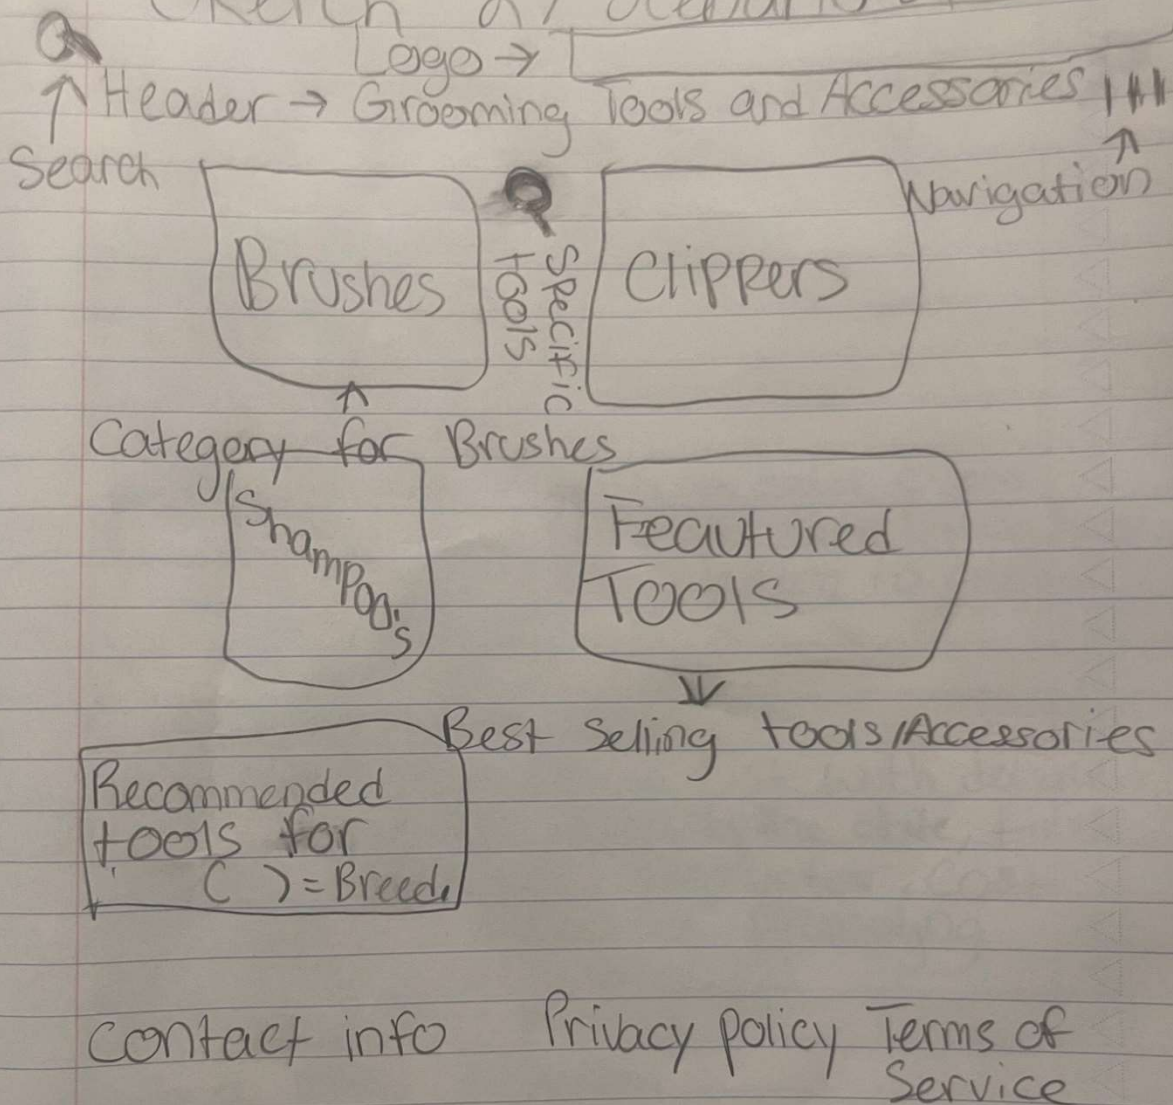 Logo →
Header → Grooming Tools and Accessories
Search
Navigation
Brushes
Specific
tools
Clippers
Category for Brushes
Shampoo's
Feautured
Tools
Best Selling tools/Accessories
Recommended
tools for
( ) = Breed.
Contact info
Privacy policy
Terms of
Service